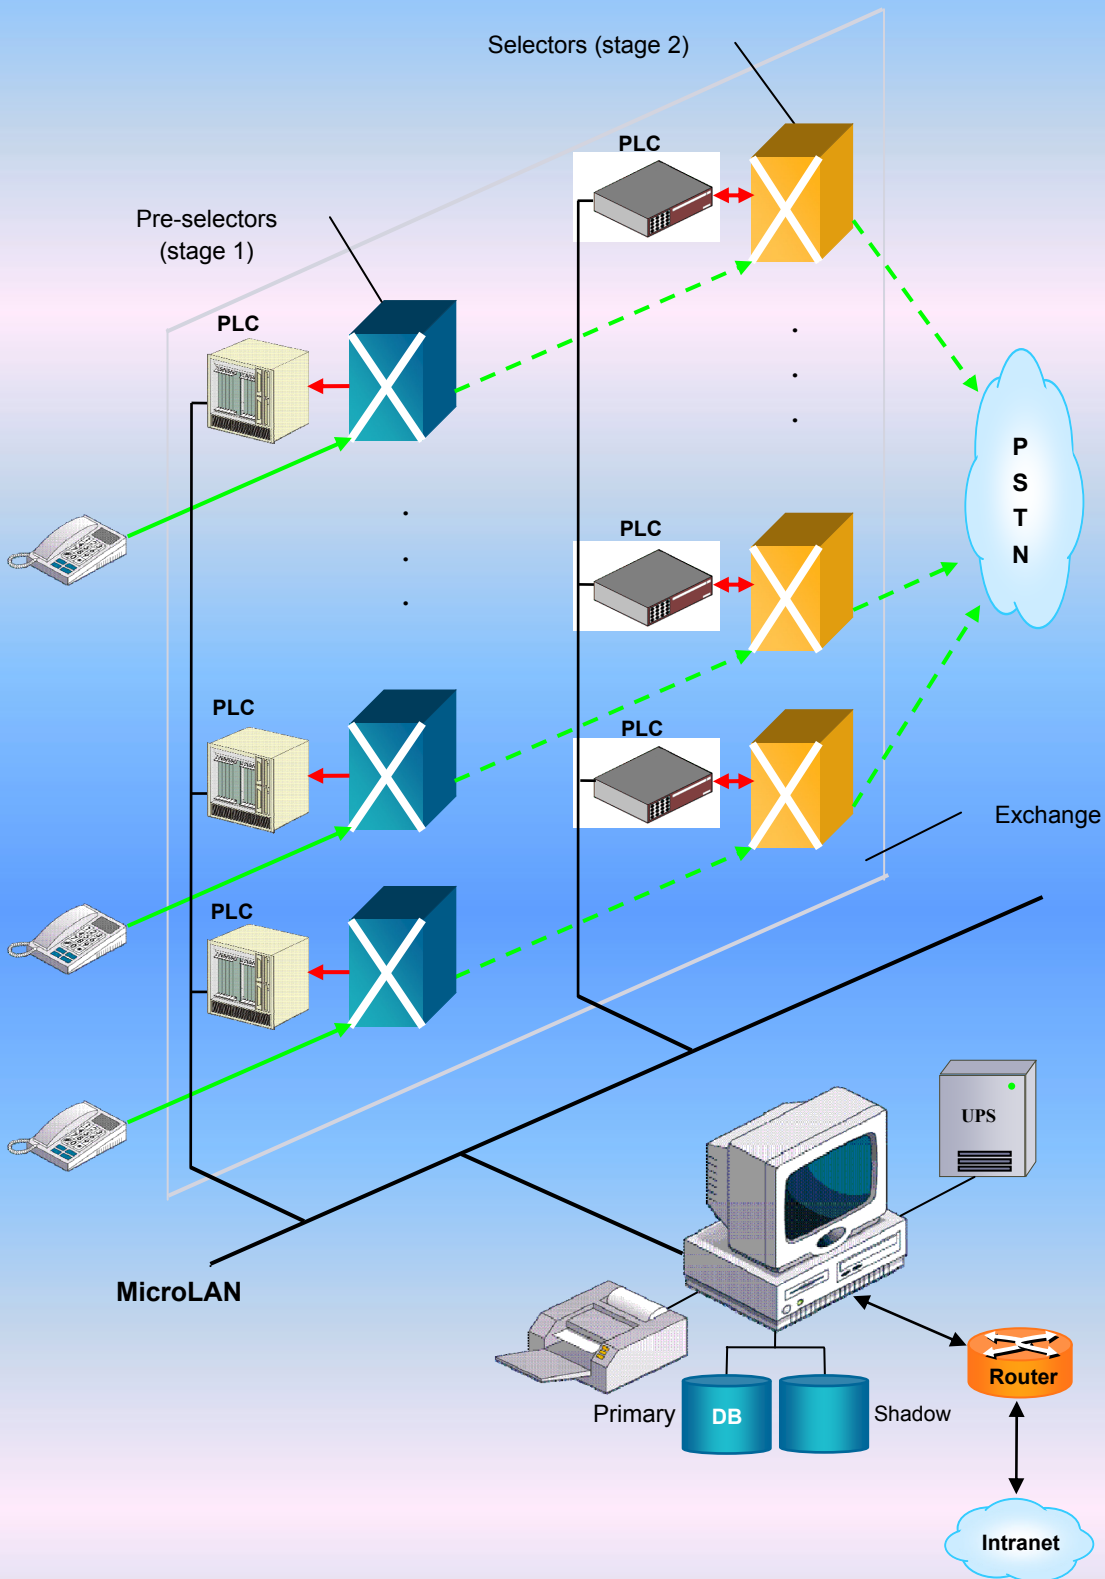 Selectors (stage 2)
PLC
Pre-selectors
(stage 1)
PLC
P
S
T
N
PLC
PLC
PLC
Exchange
PLC
UPS
MicroLAN
Router
Primary
DB
Shadow
Intranet